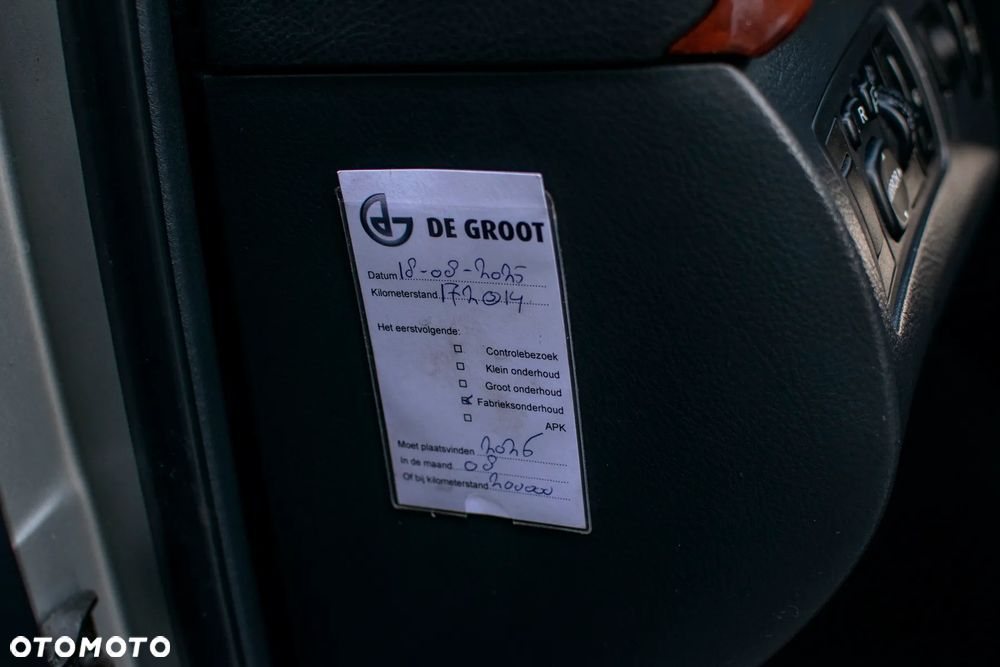 R
DE GROOT
Datum 18-08-2025
Kilometerstand 172014
Het eerstvolgende:
Controlebezoek
Klein onderhoud
Groot onderhoud
Fabrieksonderhoud
APK
Moet plaatsvinden 2026
In de maand 08
Of bij kilometerstand 200000
OTOMOTO